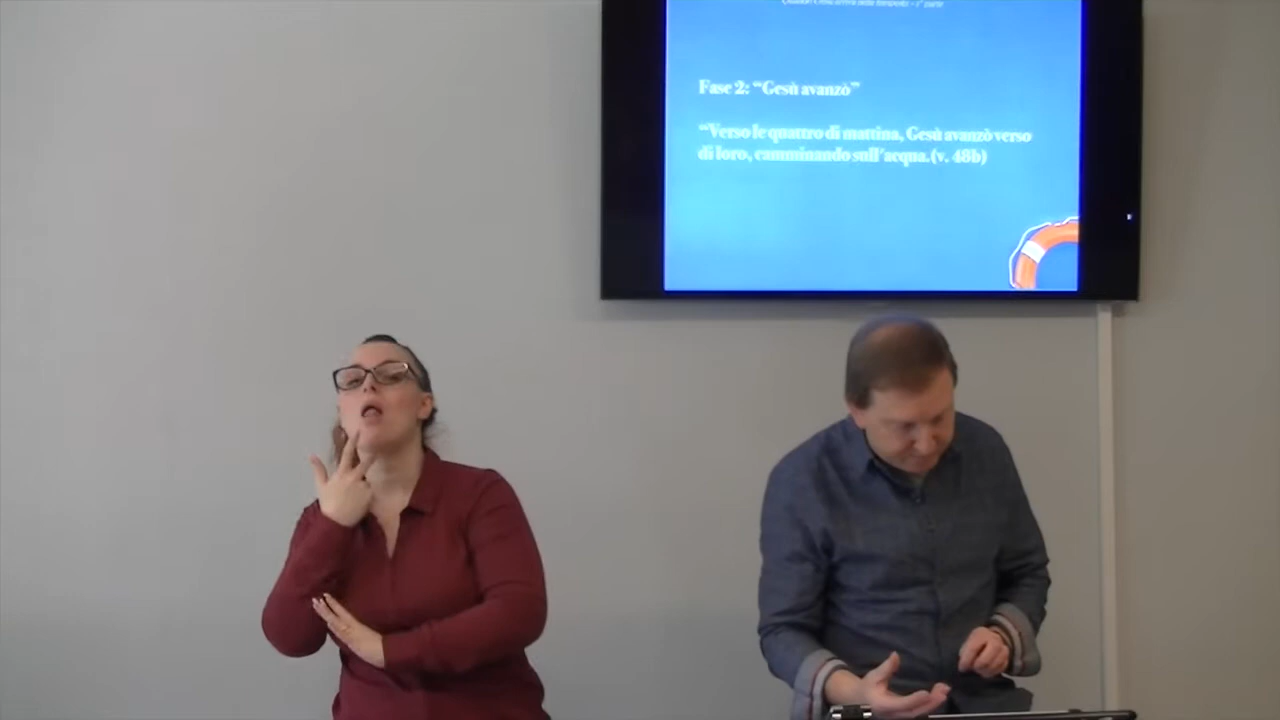 Fase 2: “Gesù avanzò”
“Verso le quattro di mattina, Gesù avanzò verso
di loro, camminando sull'acqua.(v. 48b)